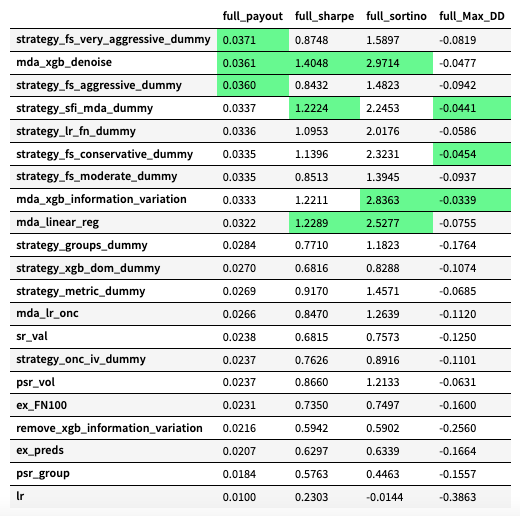 full_payout full_sharpe full_sortino full_Max_DD
strategy_fs_very_aggressive_dummy 0.0371 0.8748 1.5897 -0.0819
mda_xgb_denoise 0.0361 1.4048 2.9714 -0.0477
strategy_fs_aggressive_dummy 0.0360 0.8432 1.4823 -0.0942
strategy_sfi_mda_dummy 0.0337 1.2224 2.2453 -0.0441
strategy_lr_fn_dummy 0.0336 1.0953 2.0176 -0.0586
strategy_fs_conservative_dummy 0.0335 1.1396 2.3231 -0.0454
strategy_fs_moderate_dummy 0.0335 0.8513 1.3945 -0.0937
mda_xgb_information_variation 0.0333 1.2211 2.8363 -0.0339
mda_linear_reg 0.0322 1.2289 2.5277 -0.0755
strategy_groups_dummy 0.0284 0.7710 1.1823 -0.1764
strategy_xgb_dom_dummy 0.0270 0.6816 0.8288 -0.1074
strategy_metric_dummy 0.0269 0.9170 1.4571 -0.0685
mda_lr_onc 0.0266 0.8470 1.2639 -0.1120
sr_val 0.0238 0.6815 0.7573 -0.1250
strategy_onc_iv_dummy 0.0237 0.7626 0.8916 -0.1101
psr_vol 0.0237 0.8660 1.2133 -0.0631
ex_FN100 0.0231 0.7350 0.7497 -0.1600
remove_xgb_information_variation 0.0216 0.5942 0.5902 -0.2560
ex_preds 0.0207 0.6297 0.6339 -0.1664
psr_group 0.0184 0.5763 0.4463 -0.1557
lr 0.0100 0.2303 -0.0144 -0.3863